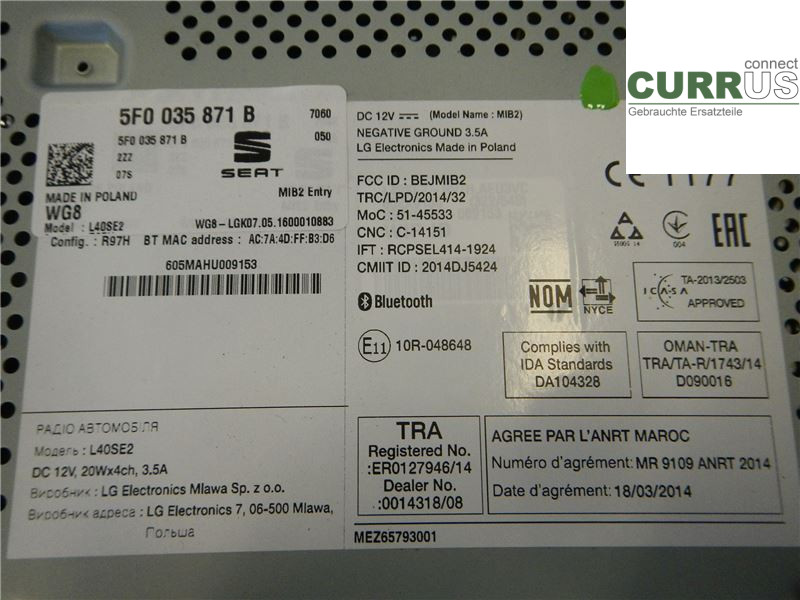 connect
CURRUS
Gebrauchte Ersatzteile
5F0 035 871 B
7060
5F0 035 871 B
050
2ZZ
07S
SEAT
MADE IN POLAND
MIB2 Entry
WG8
WG8-LGK07.05.1600010883
Model : L40SE2
Config. : R97H BT MAC address : AC:7A:4D:FF:B3:D6
605MAHU009153
РАДІО АВТОМОБІЛЯ
Модель : L40SE2
DC 12V, 20Wx4ch, 3.5A
Виробник : LG Electronics Mlawa Sp. z o.o.
Виробник адреса : LG Electronics 7, 06-500 Mlawa,
Польша
DC 12V (Model Name : MIB2)
NEGATIVE GROUND 3.5A
LG Electronics Made in Poland
FCC ID : BEJMIB2
TRC/LPD/2014/32
MoC : 51-45533
CNC : C-14151
IFT : RCPSEL414-1924
CMIIT ID : 2014DJ5424
CE 1177
004
EAC
Bluetooth
NOM
NYCE
ICASA
TA-2013/2503
APPROVED
E11 10R-048648
Complies with
IDA Standards
DA104328
OMAN-TRA
TRA/TA-R/1743/14
D090016
TRA
Registered No.
:ER0127946/14
Dealer No.
:0014318/08
AGREE PAR L'ANRT MAROC
Numéro d'agrément: MR 9109 ANRT 2014
Date d'agrément: 18/03/2014
MEZ65793001